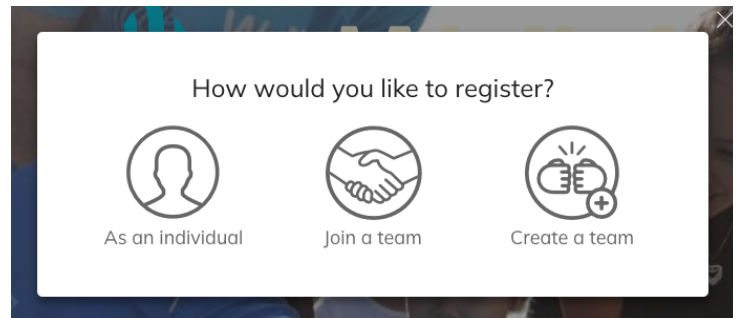 How would you like to register?
As an individual
Join a team
Create a team